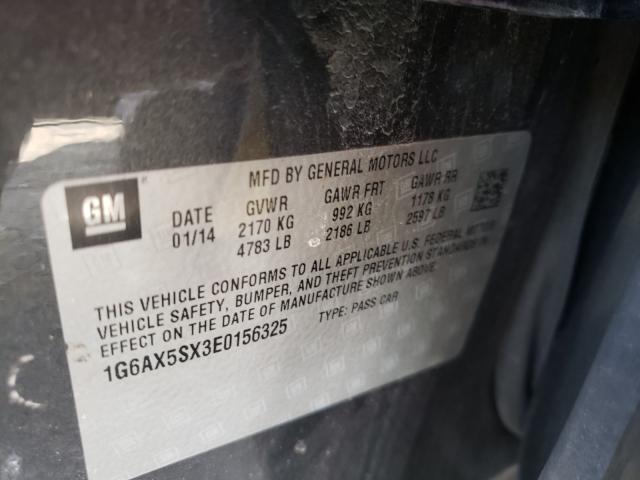 MFD BY GENERAL MOTORS LLC
GM
DATE GVWR GAWR FRT GAWR RR
01/14 2170 KG 992 KG 1178 KG
4783 LB 2186 LB 2597 LB
THIS VEHICLE CONFORMS TO ALL APPLICABLE U.S. FEDERAL MOTOR
VEHICLE SAFETY, BUMPER, AND THEFT PREVENTION STANDARDS IN
EFFECT ON THE DATE OF MANUFACTURE SHOWN ABOVE.
1G6AX5SX3E0156325 TYPE: PASS CAR